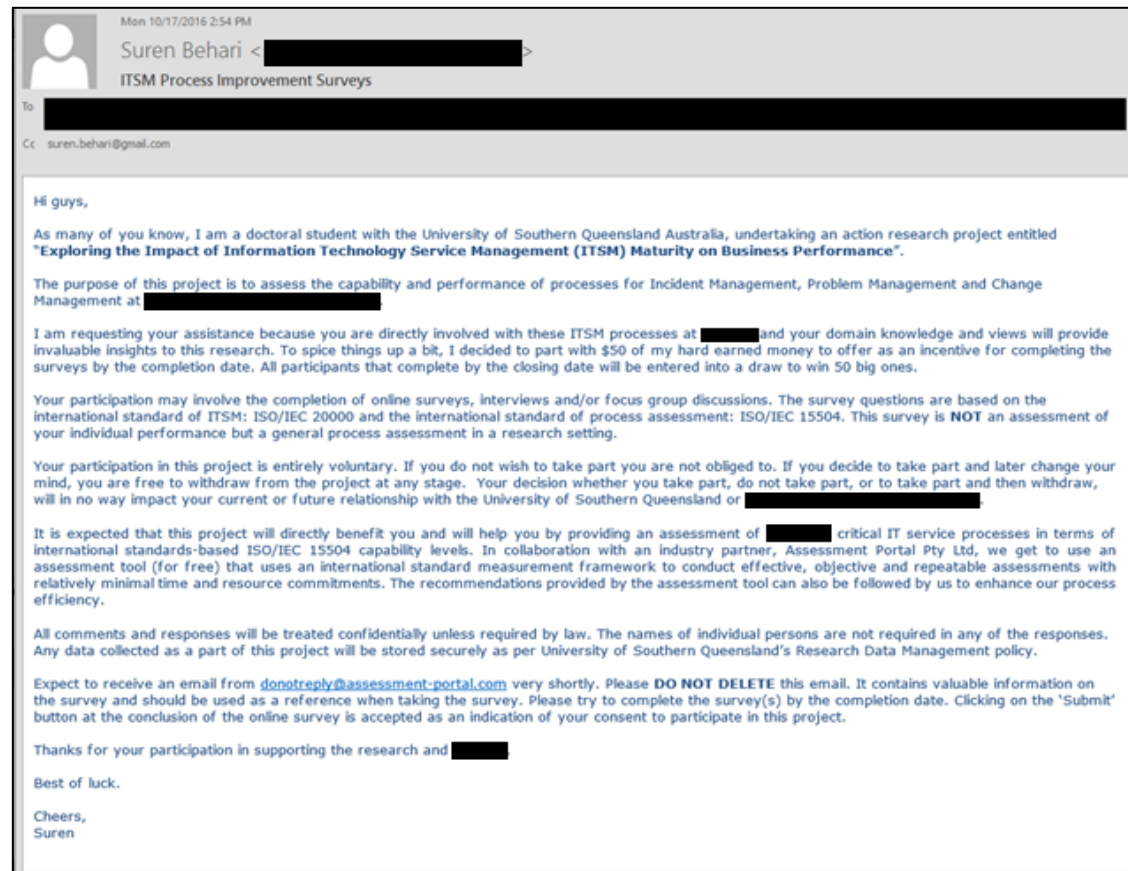 Mon 10/17/2016 2:54 PM
Suren Behari < >
ITSM Process Improvement Surveys
To
Cc suren.behari@gmail.com
Hi guys,
As many of you know, I am a doctoral student with the University of Southern Queensland Australia, undertaking an action research project entitled
"Exploring the Impact of Information Technology Service Management (ITSM) Maturity on Business Performance".
The purpose of this project is to assess the capability and performance of processes for Incident Management, Problem Management and Change
Management at .
I am requesting your assistance because you are directly involved with these ITSM processes at and your domain knowledge and views will provide
invaluable insights to this research. To spice things up a bit, I decided to part with $50 of my hard earned money to offer as an incentive for completing the
surveys by the completion date. All participants that complete by the closing date will be entered into a draw to win 50 big ones.
Your participation may involve the completion of online surveys, interviews and/or focus group discussions. The survey questions are based on the
international standard of ITSM: ISO/IEC 20000 and the international standard of process assessment: ISO/IEC 15504. This survey is NOT an assessment of
your individual performance but a general process assessment in a research setting.
Your participation in this project is entirely voluntary. If you do not wish to take part you are not obliged to. If you decide to take part and later change your
mind, you are free to withdraw from the project at any stage. Your decision whether you take part, do not take part, or to take part and then withdraw,
will in no way impact your current or future relationship with the University of Southern Queensland or .
It is expected that this project will directly benefit you and will help you by providing an assessment of critical IT service processes in terms of
international standards-based ISO/IEC 15504 capability levels. In collaboration with an industry partner, Assessment Portal Pty Ltd, we get to use an
assessment tool (for free) that uses an international standard measurement framework to conduct effective, objective and repeatable assessments with
relatively minimal time and resource commitments. The recommendations provided by the assessment tool can also be followed by us to enhance our process
efficiency.
All comments and responses will be treated confidentially unless required by law. The names of individual persons are not required in any of the responses.
Any data collected as a part of this project will be stored securely as per University of Southern Queensland's Research Data Management policy.
Expect to receive an email from donotreply@assessment-portal.com very shortly. Please DO NOT DELETE this email. It contains valuable information on
the survey and should be used as a reference when taking the survey. Please try to complete the survey(s) by the completion date. Clicking on the 'Submit'
button at the conclusion of the online survey is accepted as an indication of your consent to participate in this project.
Thanks for your participation in supporting the research and .
Best of luck.
Cheers,
Suren